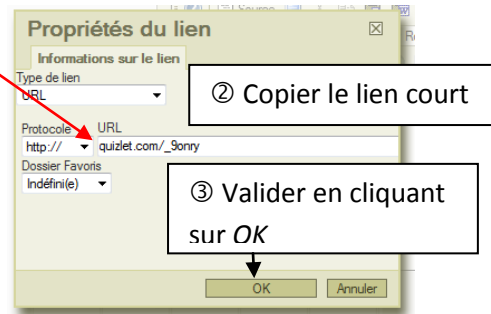 Source
Propriétés du lien
Informations sur le lien
Type de lien
URL
② Copier le lien court
Protocole URL
http:// quizlet.com/_9onry
Dossier Favoris
Indéfini(e)
③ Valider en cliquant
sur OK
OK Annuler